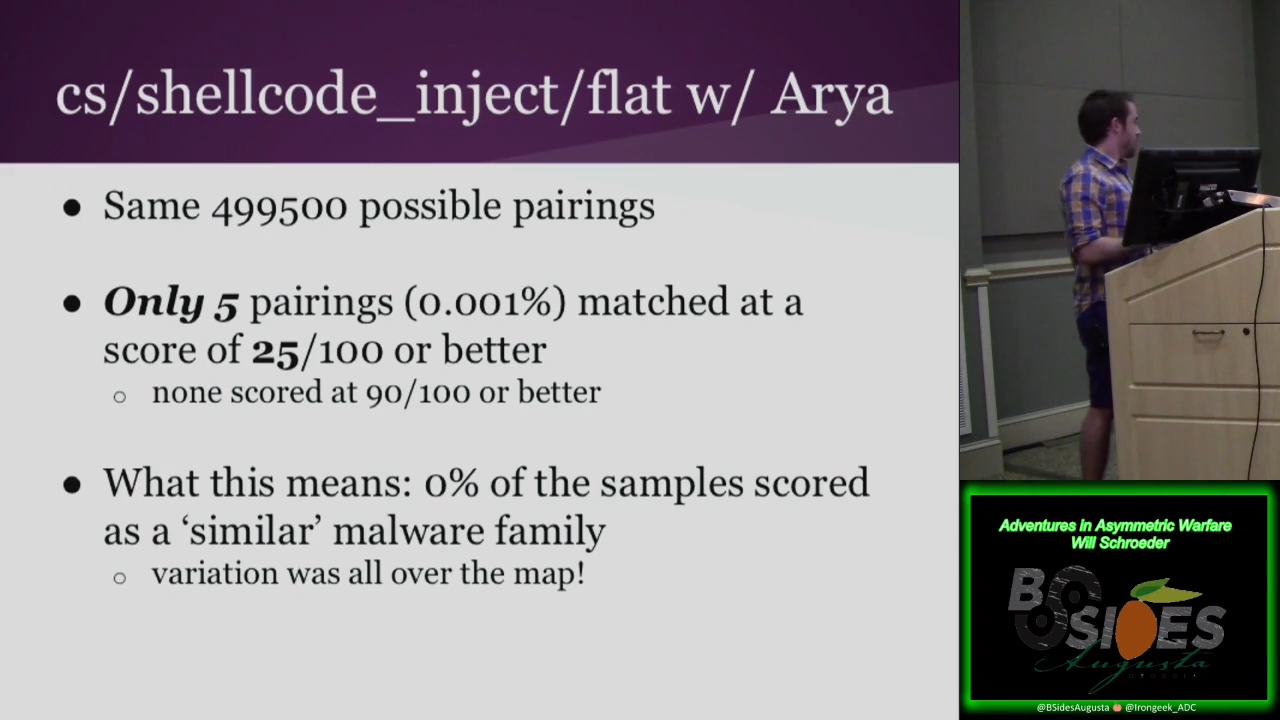 cs/shellcode_inject/flat w/ Arya
● Same 499500 possible pairings
● Only 5 pairings (0.001%) matched at a
score of 25/100 or better
○ none scored at 90/100 or better
● What this means: 0% of the samples scored
as a ‘similar’ malware family
○ variation was all over the map!
Adventures in Asymmetric Warfare
Will Schroeder
BSIDES
Augusta
GEORGIA
@BSidesAugusta @Irongeek_ADC